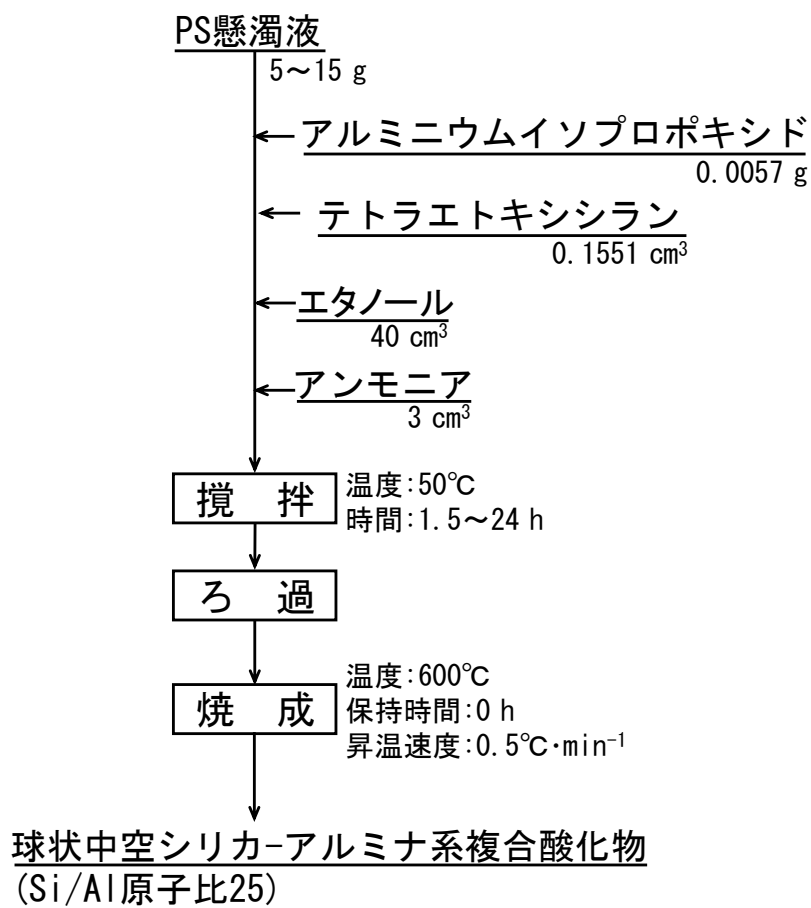 PS懸濁液
5～15 g
アルミニウムイソプロポキシド
0.0057 g
テトラエトキシシラン
0.1551 cm³
エタノール
40 cm³
アンモニア
3 cm³
撹　拌
温度:50℃
時間:1.5～24 h
ろ　過
焼　成
温度:600℃
保持時間:0 h
昇温速度:0.5℃･min⁻¹
球状中空シリカ-アルミナ系複合酸化物
(Si/Al原子比25)